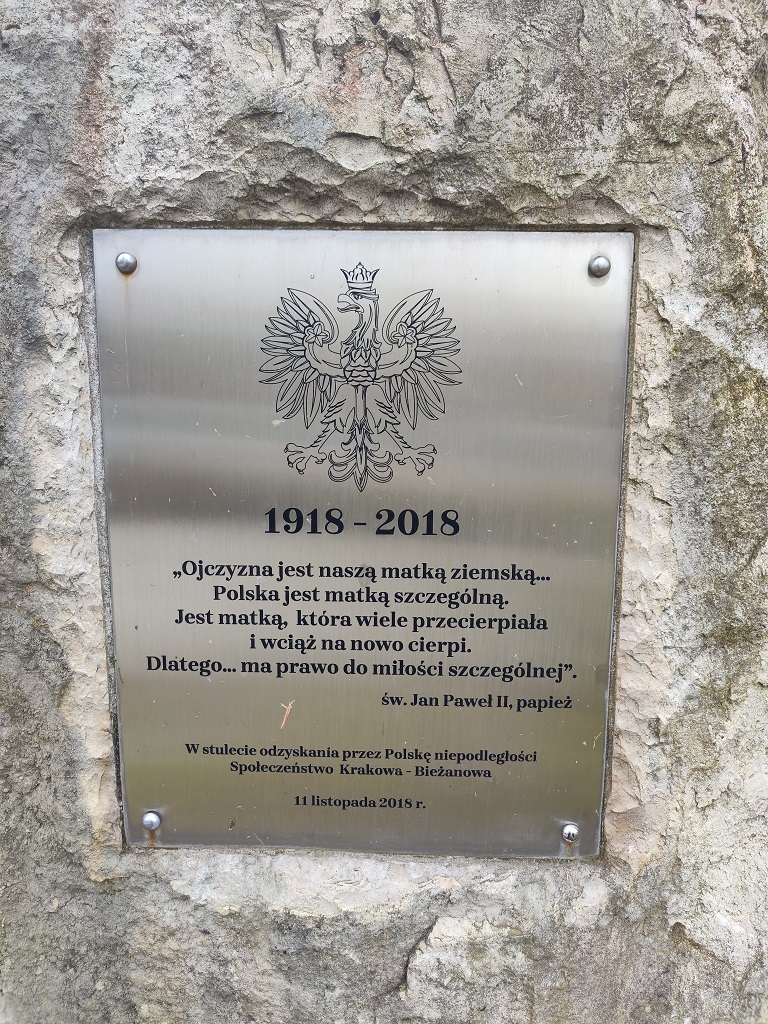 1918 - 2018
„Ojczyzna jest naszą matką ziemską...
Polska jest matką szczególną.
Jest matką, która wiele przecierpiała
i wciąż na nowo cierpi.
Dlatego... ma prawo do miłości szczególnej”.
św. Jan Paweł II, papież
W stulecie odzyskania przez Polskę niepodległości
Społeczeństwo Krakowa - Bieżanowa
11 listopada 2018 r.